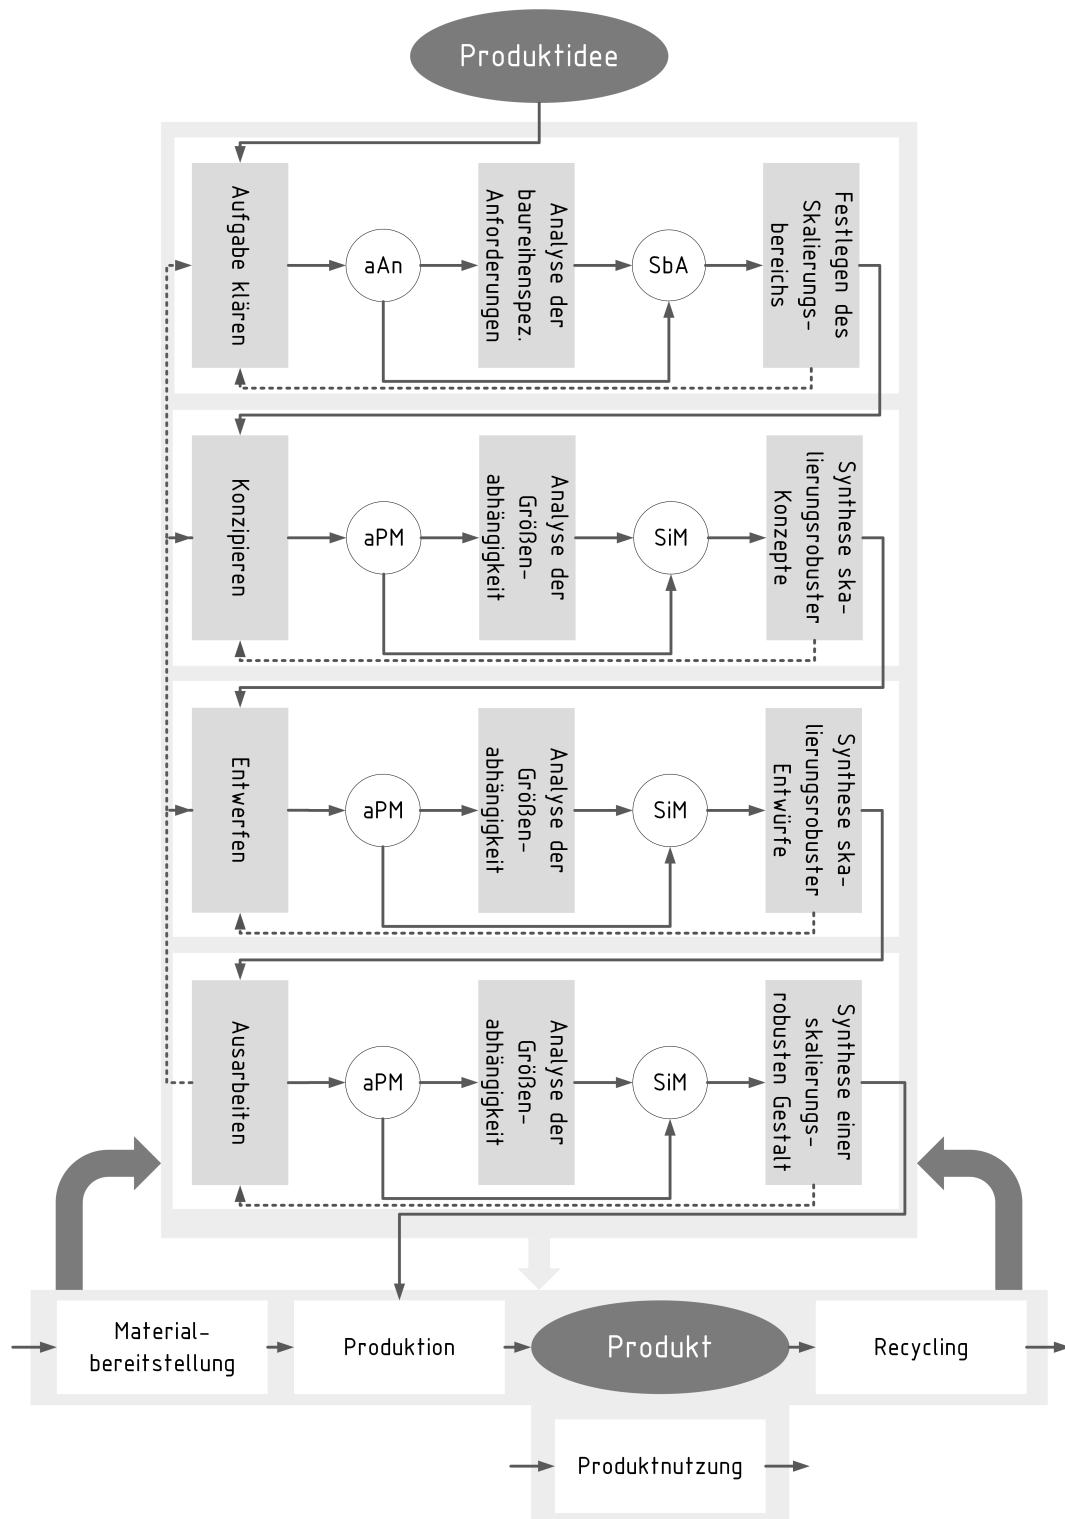 Produktidee
Aufgabe klären
aAn
Analyse der
baureihenspez.
Anforderungen
SbA
Festlegen des
Skalierungs-
bereichs
Konzipieren
aPM
Analyse der
Größen-
abhängigkeit
SiM
Synthese ska-
lierungsrobuster
Konzepte
Entwerfen
aPM
Analyse der
Größen-
abhängigkeit
SiM
Synthese ska-
lierungsrobuster
Entwürfe
Ausarbeiten
aPM
Analyse der
Größen-
abhängigkeit
SiM
Synthese einer
skalierungs-
robusten Gestalt
Material-
bereitstellung
Produktion
Produkt
Recycling
Produktnutzung